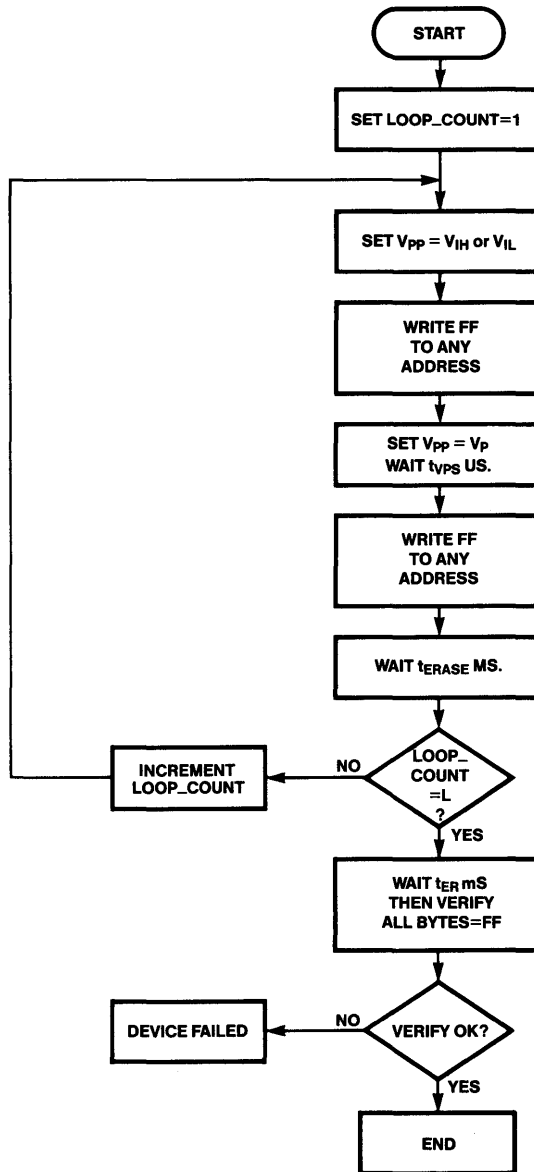 START
SET LOOP_COUNT=1
SET VPP = VIH or VIL
WRITE FF
TO ANY
ADDRESS
SET VPP = VP
WAIT tVPS US.
WRITE FF
TO ANY
ADDRESS
WAIT tERASE MS.
LOOP_
COUNT
=L
?
NO
INCREMENT
LOOP_COUNT
YES
WAIT tER mS
THEN VERIFY
ALL BYTES=FF
VERIFY OK?
NO
DEVICE FAILED
YES
END